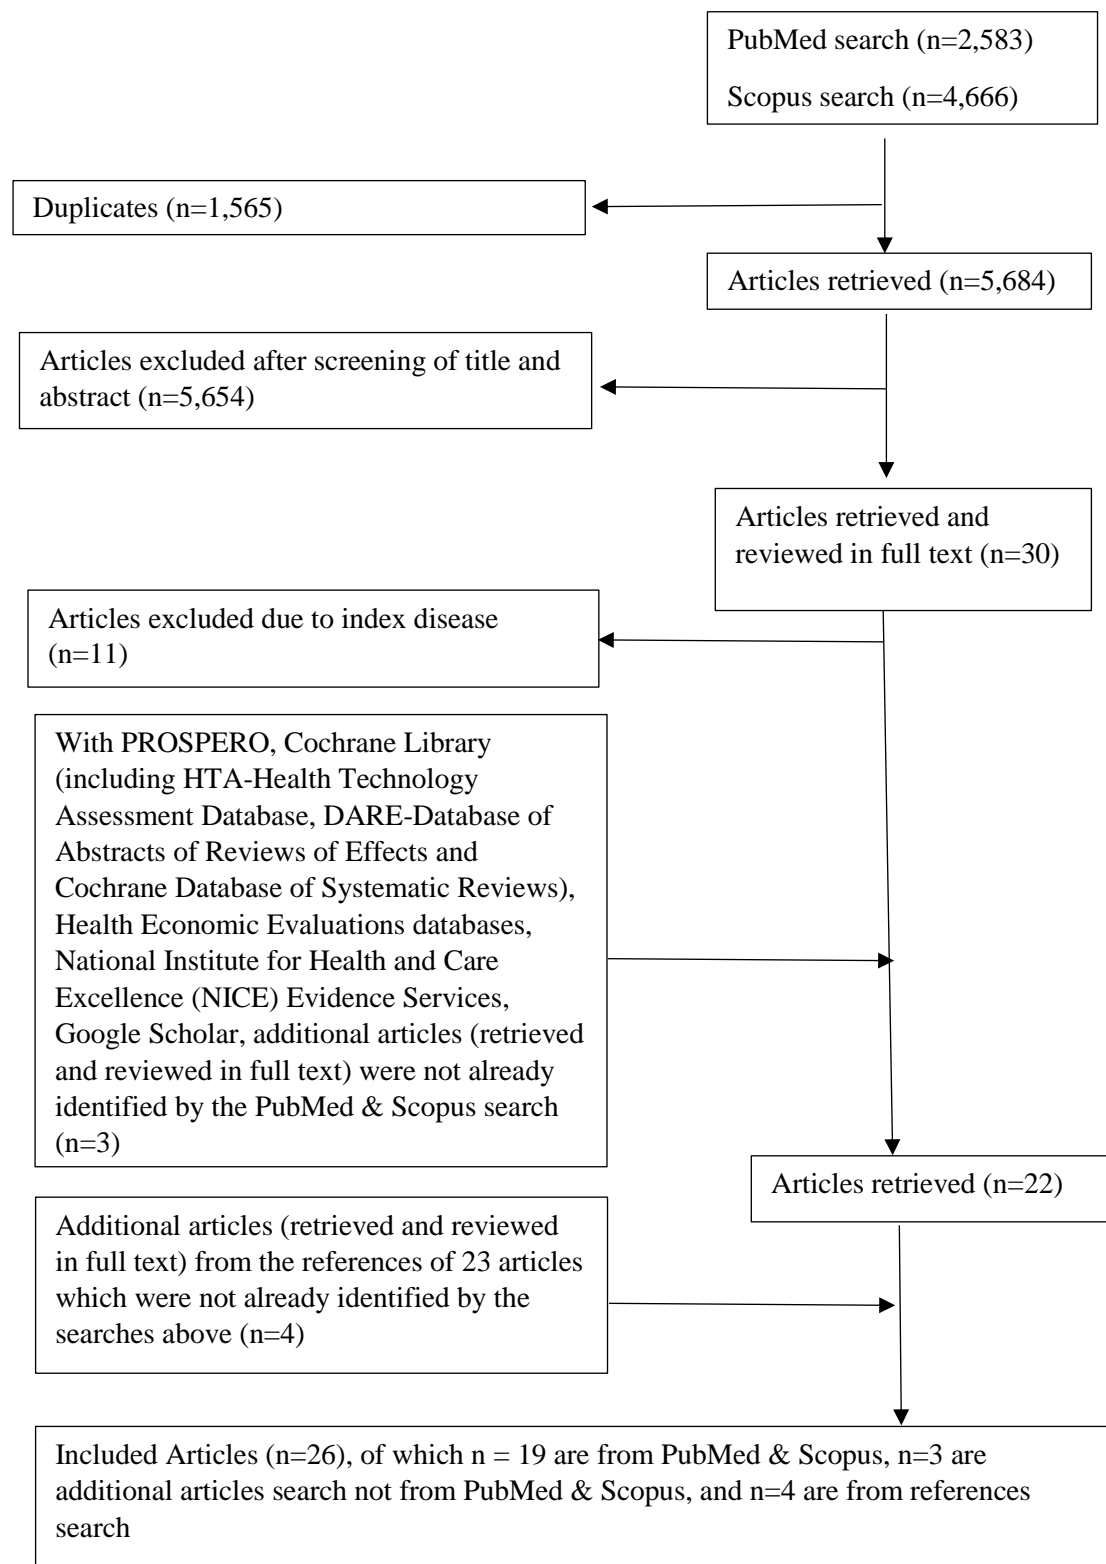 PubMed search (n=2,583)
Scopus search (n=4,666)
Duplicates (n=1,565)
Articles retrieved (n=5,684)
Articles excluded after screening of title and
abstract (n=5,654)
Articles retrieved and
reviewed in full text (n=30)
Articles excluded due to index disease
(n=11)
With PROSPERO, Cochrane Library
(including HTA-Health Technology
Assessment Database, DARE-Database of
Abstracts of Reviews of Effects and
Cochrane Database of Systematic Reviews),
Health Economic Evaluations databases,
National Institute for Health and Care
Excellence (NICE) Evidence Services,
Google Scholar, additional articles (retrieved
and reviewed in full text) were not already
identified by the PubMed & Scopus search
(n=3)
Articles retrieved (n=22)
Additional articles (retrieved and reviewed
in full text) from the references of 23 articles
which were not already identified by the
searches above (n=4)
Included Articles (n=26), of which n = 19 are from PubMed & Scopus, n=3 are
additional articles search not from PubMed & Scopus, and n=4 are from references
search